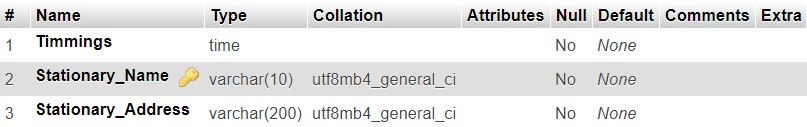 # Name Type Collation Attributes Null Default Comments Extra
1 Timmings time No None
2 Stationary_Name varchar(10) utf8mb4_general_ci No None
3 Stationary_Address varchar(200) utf8mb4_general_ci No None